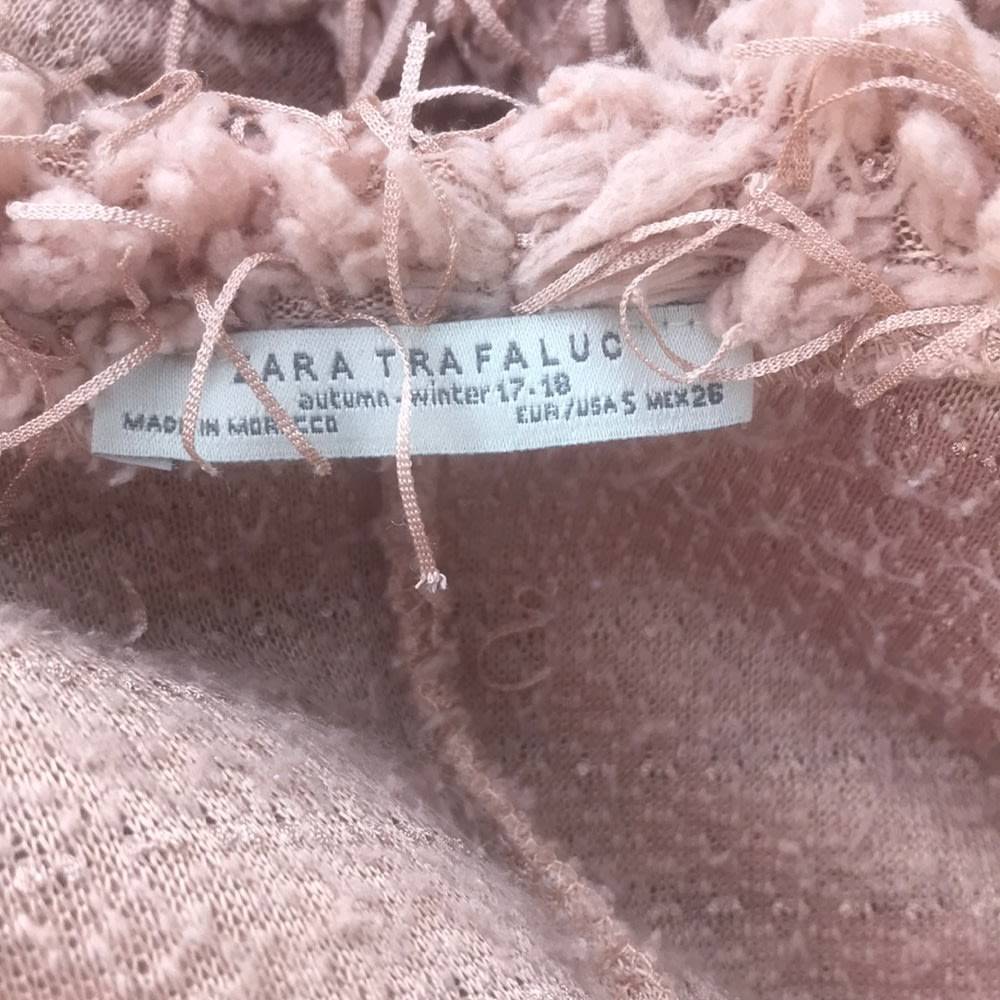 ZARA TRAFALUC
autumn-winter 17-18
MADE IN MOROCCO
EUR/USA S MEX 26